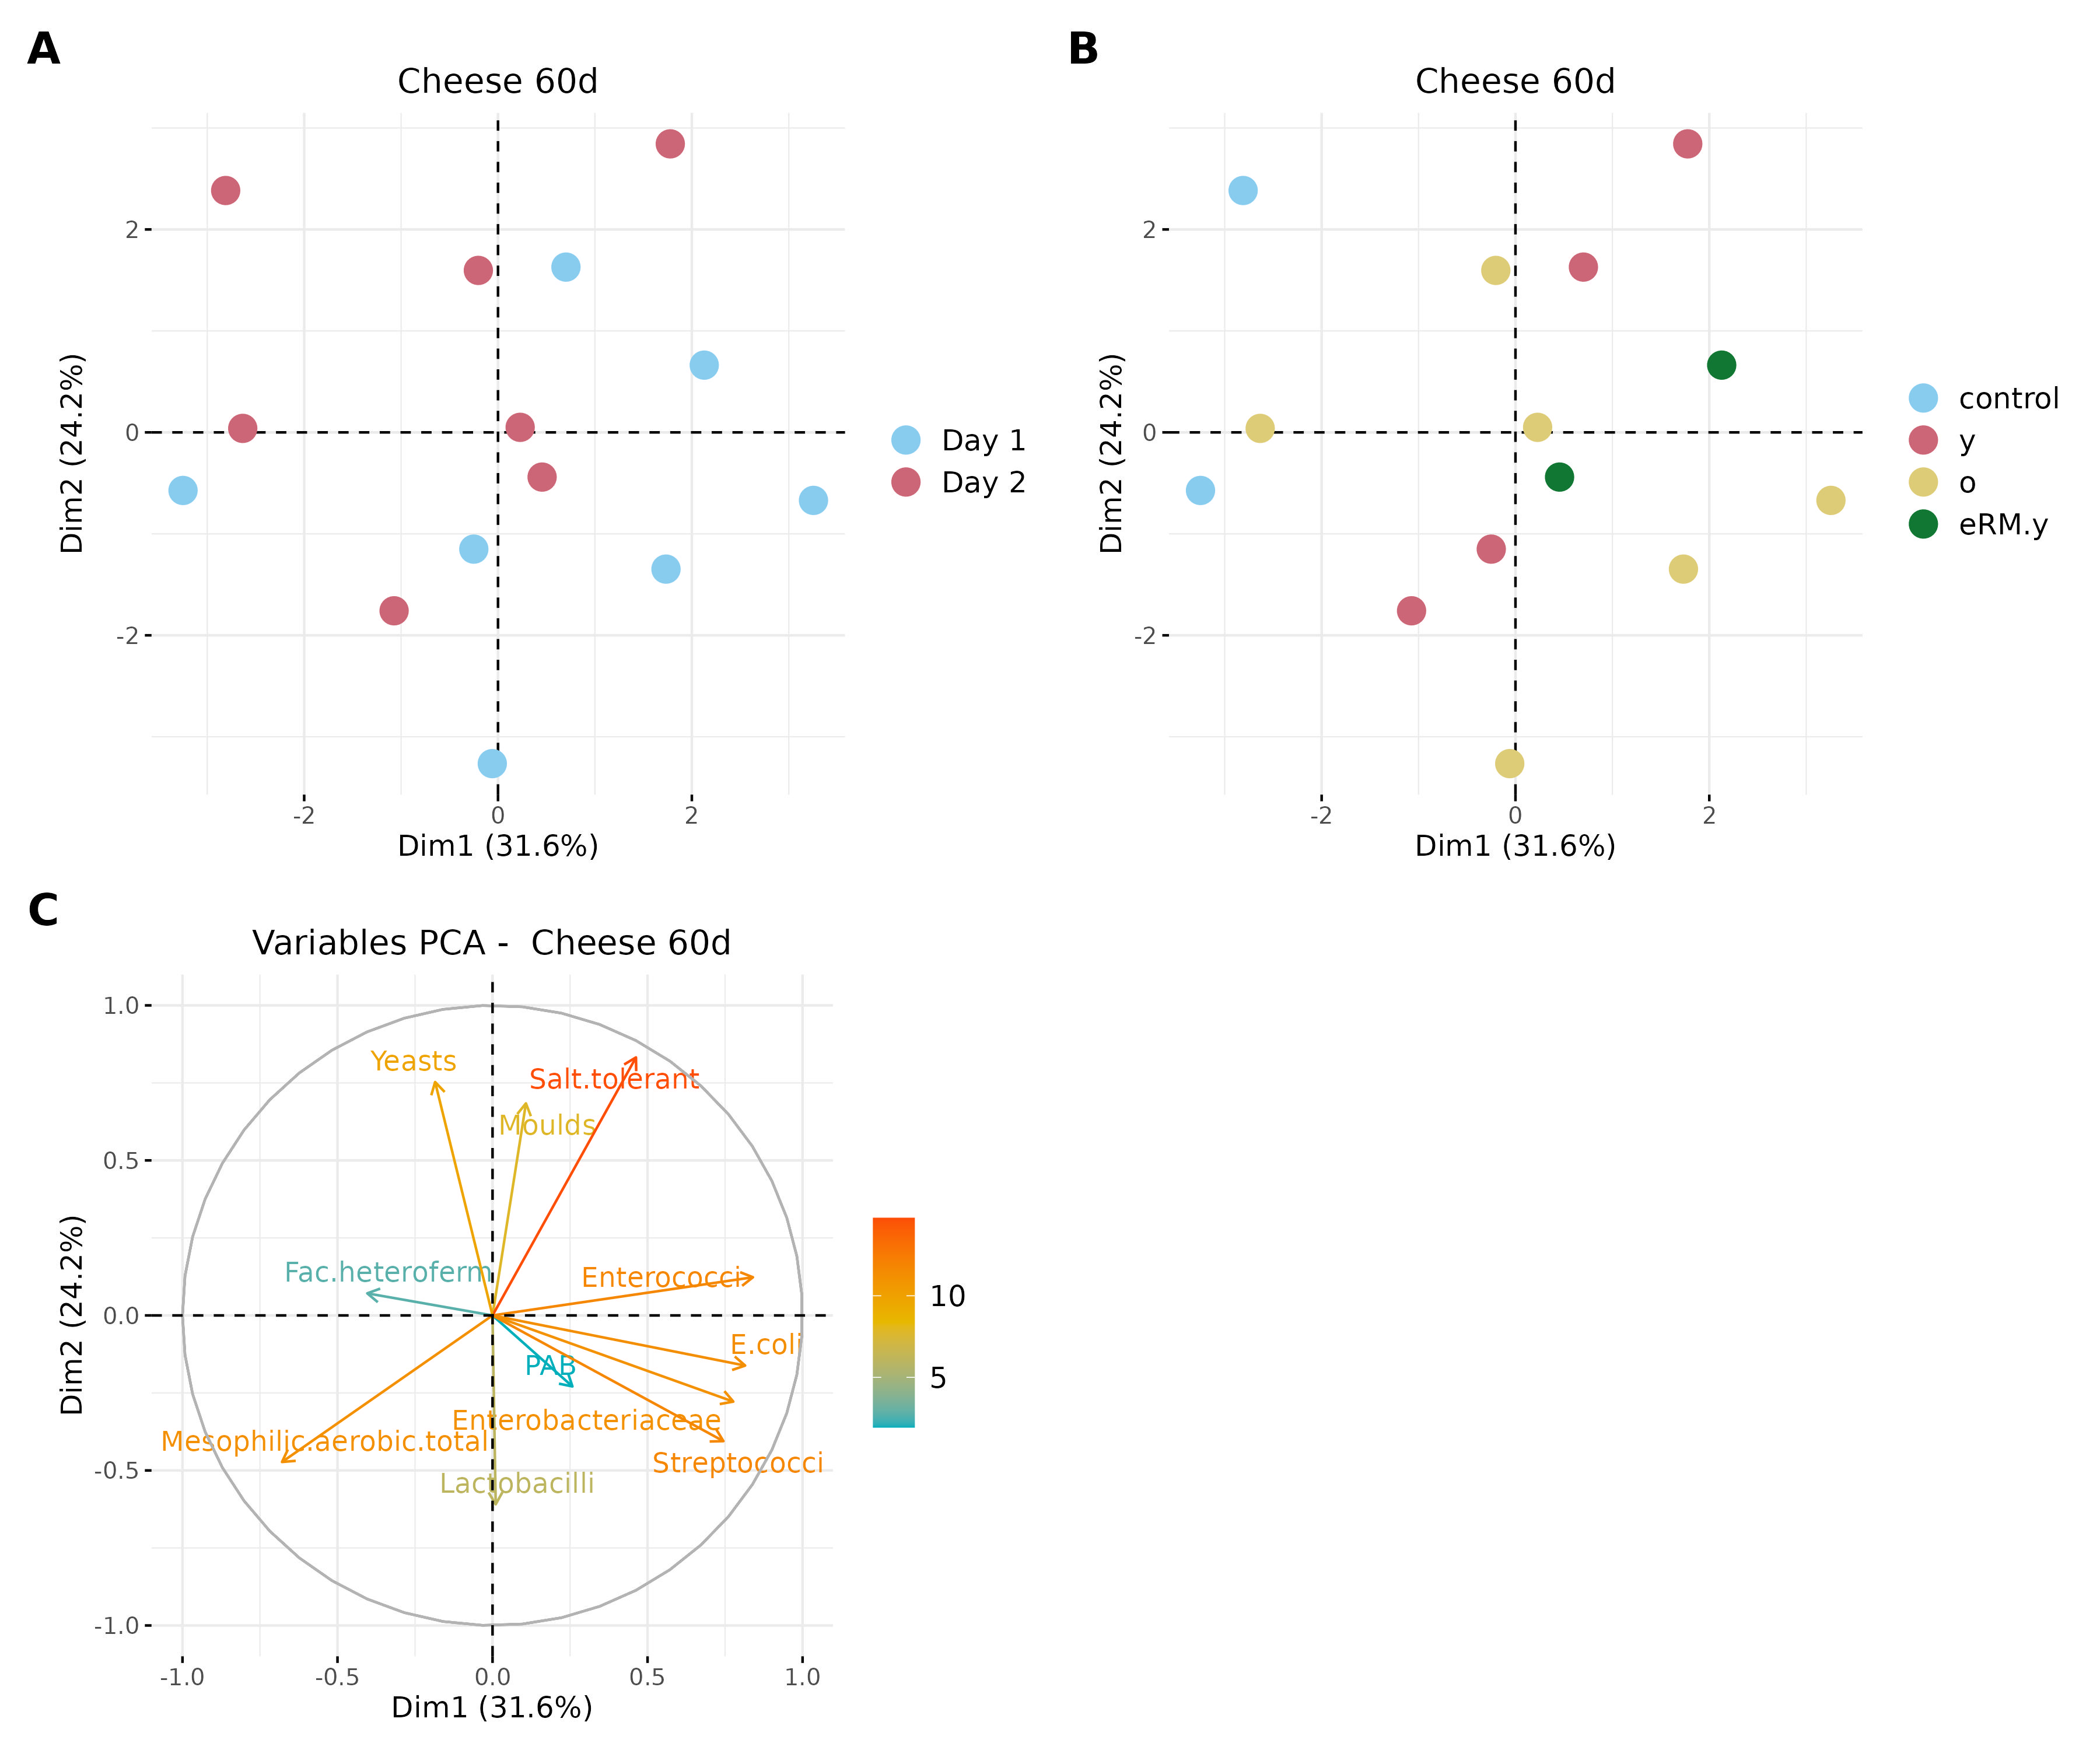 A
Cheese 60d
2
0
-2
-2
0
2
Dim1 (31.6%)
Dim2 (24.2%)
Day 1
Day 2
B
Cheese 60d
2
0
-2
-2
0
2
Dim1 (31.6%)
Dim2 (24.2%)
control
y
o
eRM.y
C
Variables PCA -  Cheese 60d
1.0
0.5
0.0
-0.5
-1.0
-1.0
-0.5
0.0
0.5
1.0
Dim1 (31.6%)
Dim2 (24.2%)
Yeasts
Salt.tolerant
Moulds
Fac.heteroferm
Enterococci
E.coli
PAB
Enterobacteriaceae
Mesophilic.aerobic.total
Streptococci
Lactobacilli
10
5